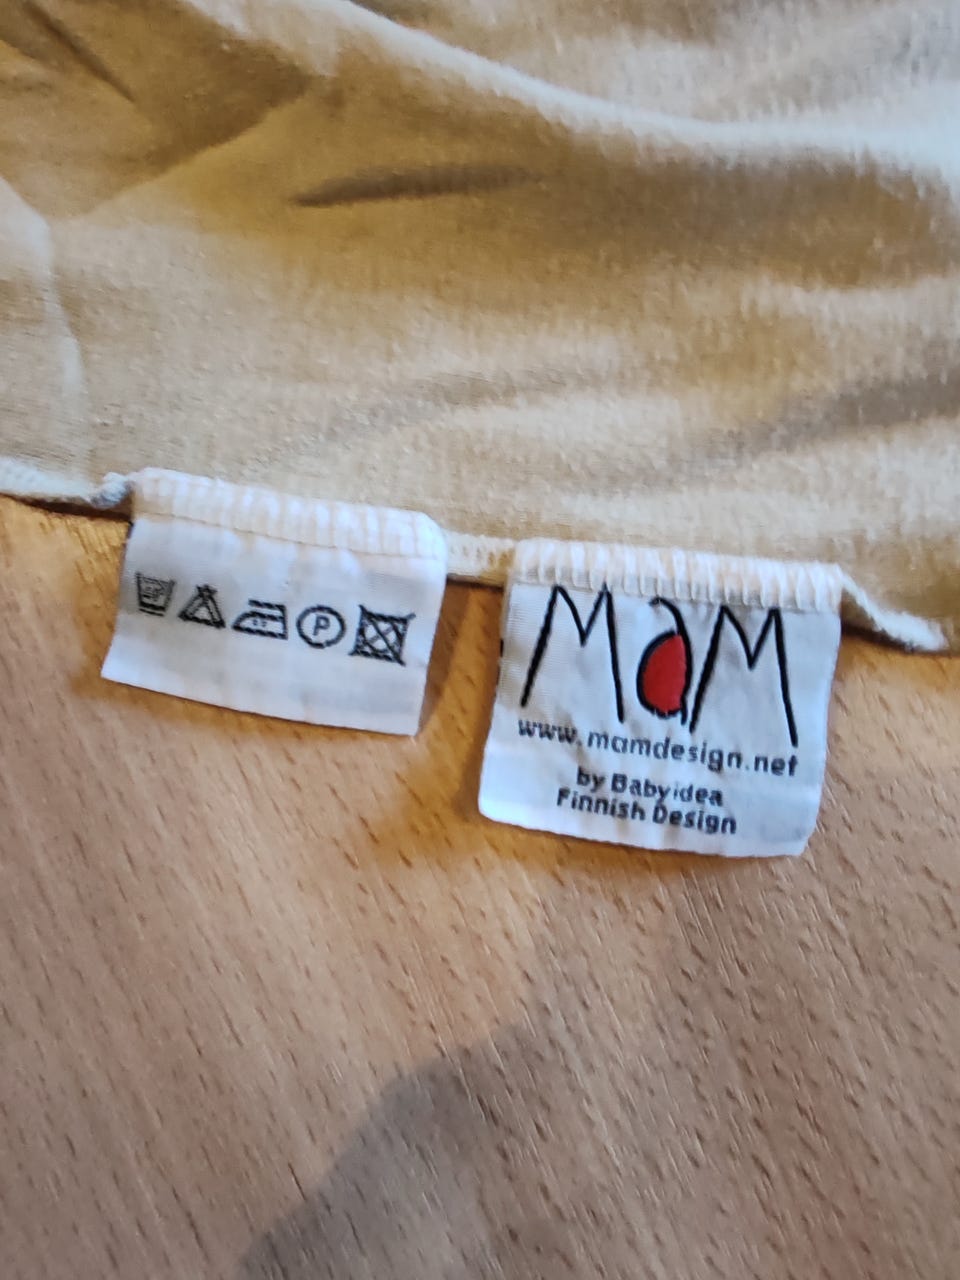 P
MaM
www.mamdesign.net
by Babyidea
Finnish Design